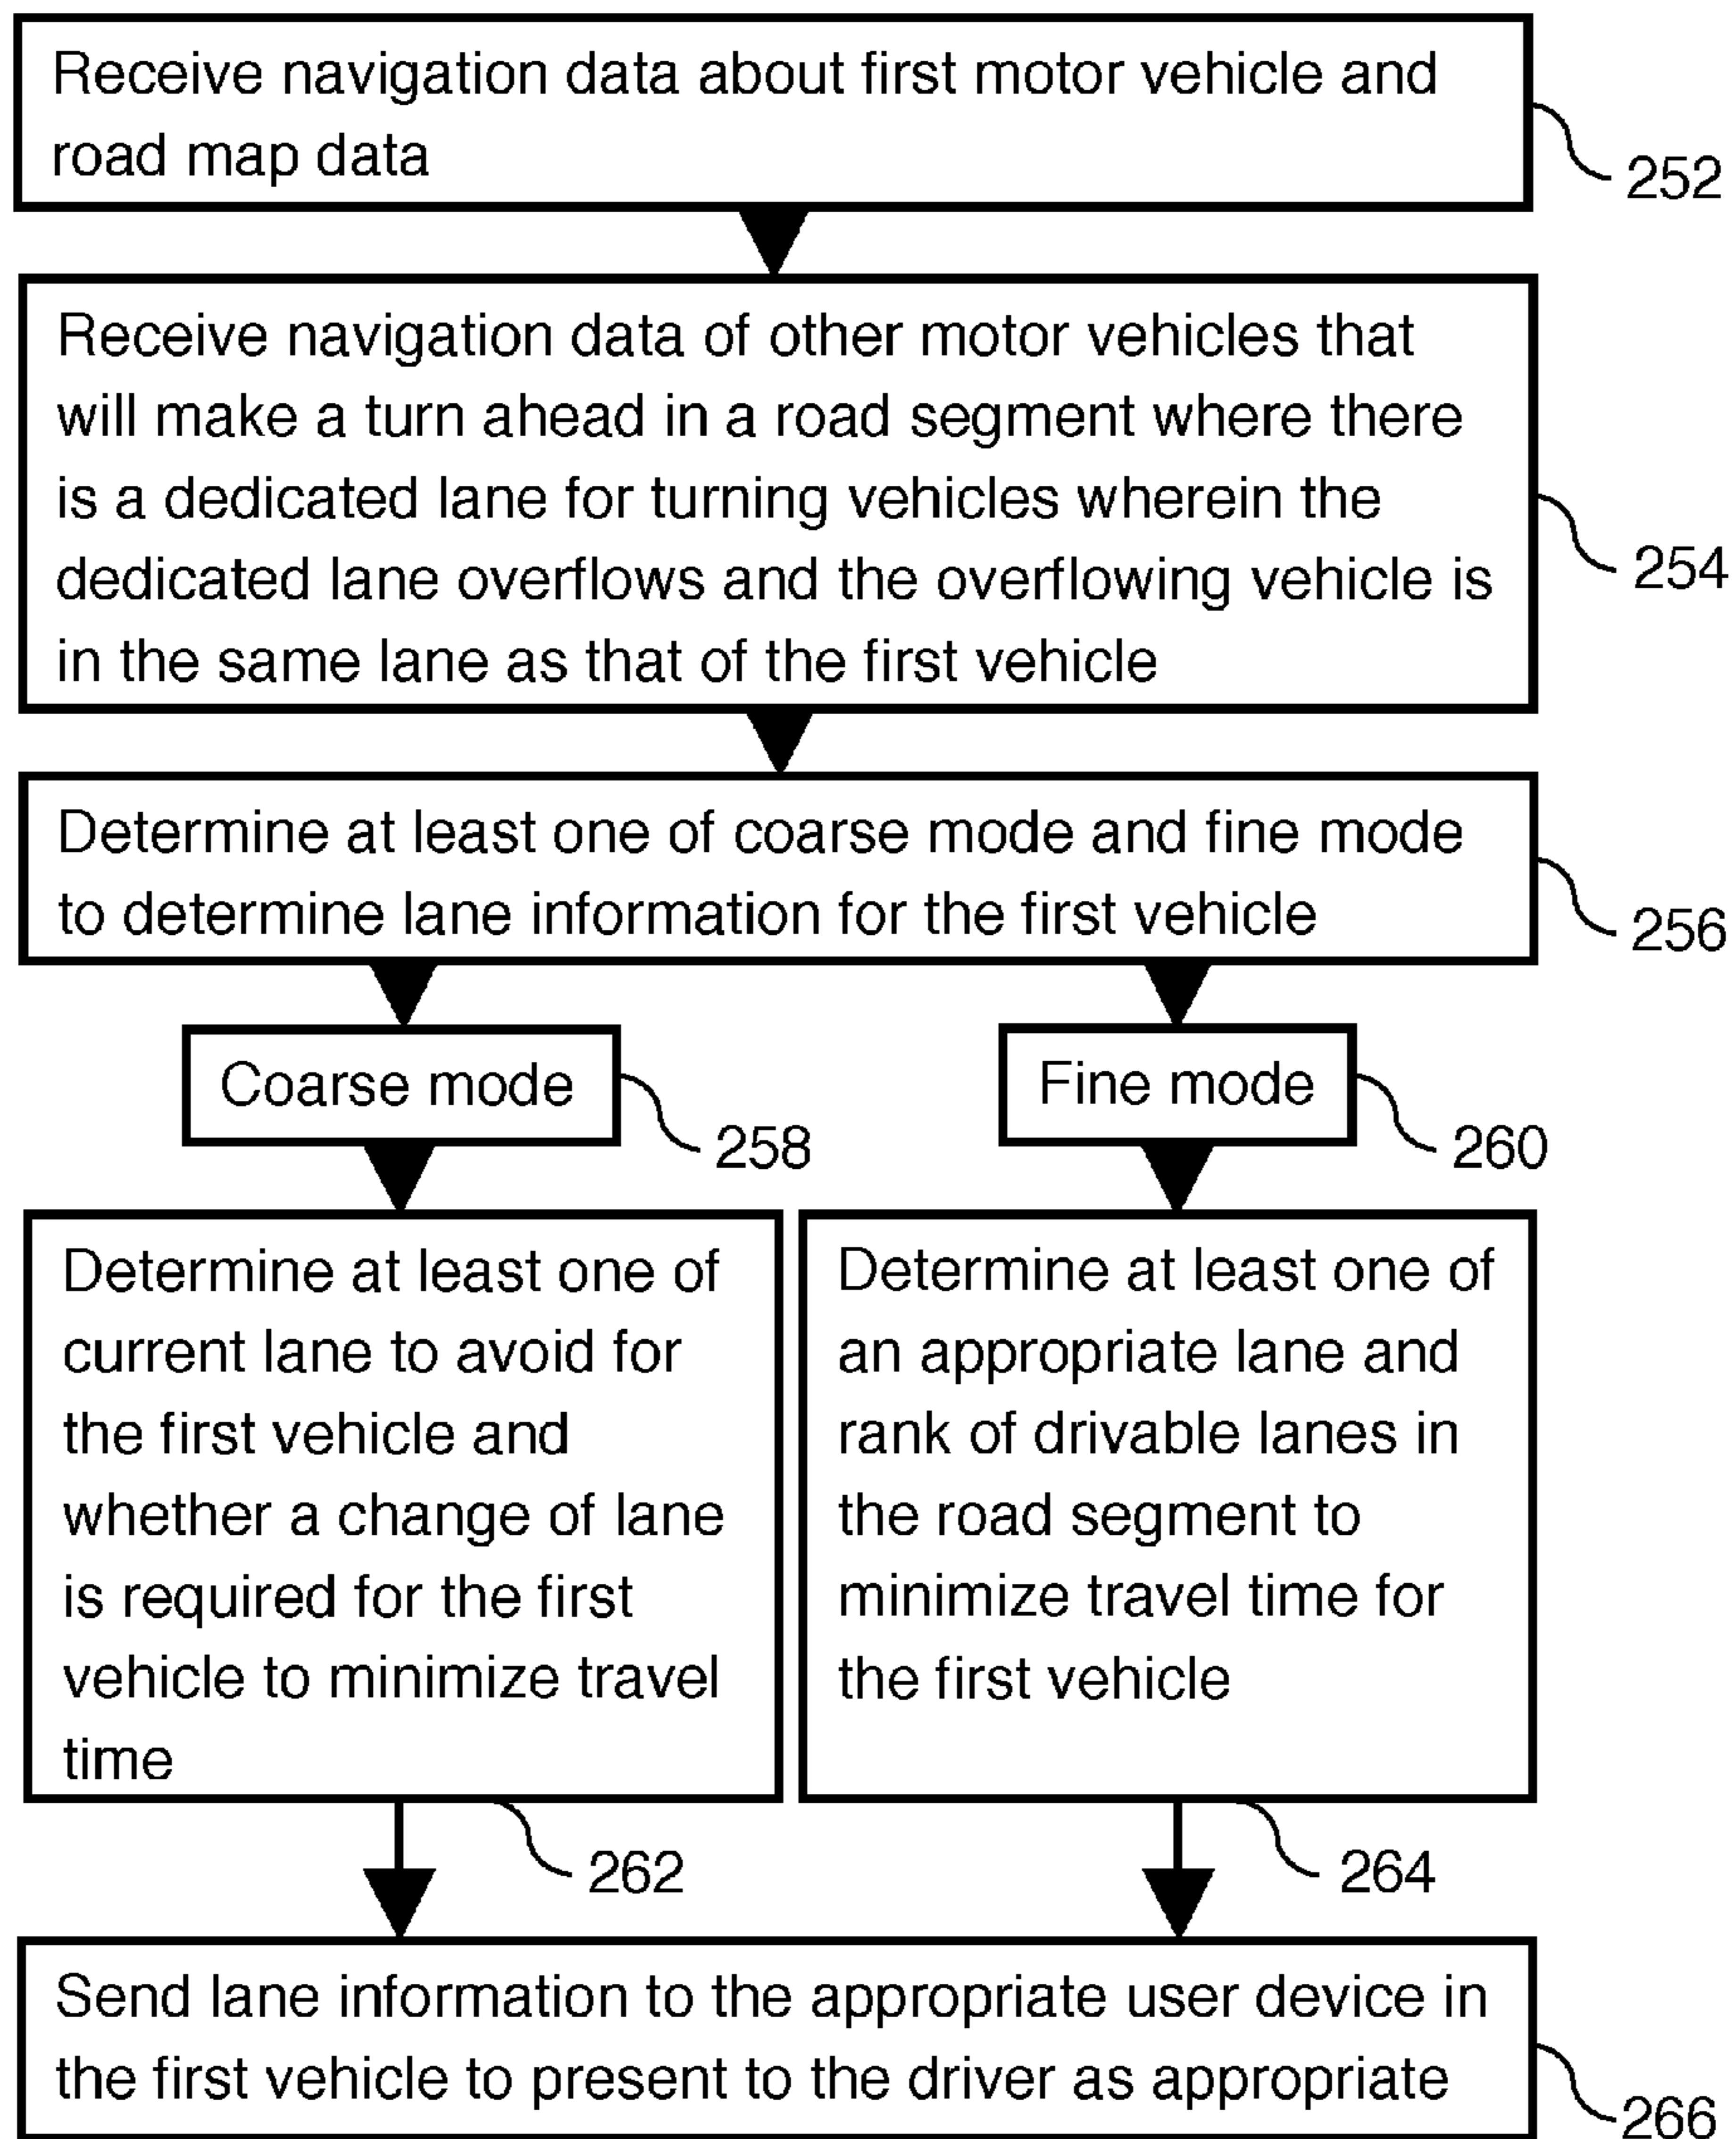 Receive navigation data about first motor vehicle and
road map data
252
Receive navigation data of other motor vehicles that
will make a turn ahead in a road segment where there
is a dedicated lane for turning vehicles wherein the
dedicated lane overflows and the overflowing vehicle is
in the same lane as that of the first vehicle
254
Determine at least one of coarse mode and fine mode
to determine lane information for the first vehicle
256
Coarse mode
258
Fine mode
260
Determine at least one of
current lane to avoid for
the first vehicle and
whether a change of lane
is required for the first
vehicle to minimize travel
time
262
Determine at least one of
an appropriate lane and
rank of drivable lanes in
the road segment to
minimize travel time for
the first vehicle
264
Send lane information to the appropriate user device in
the first vehicle to present to the driver as appropriate
266